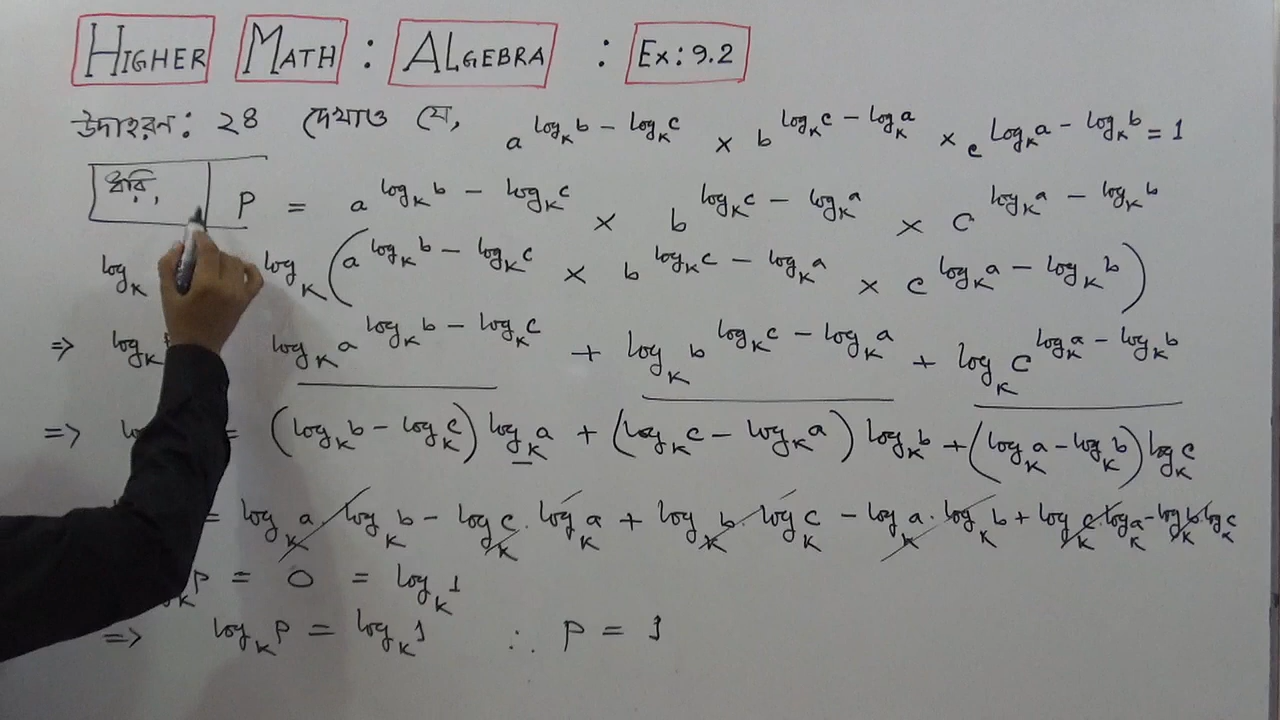 HIGHER MATH : ALGEBRA : Ex: 9.2
উদাহরন: ২৪ দেখাও যে, a^{log_K b − log_K c} × b^{log_K c − log_K a} × c^{log_K a − log_K b} = 1
ধরি, P = a^{log_K b − log_K c} × b^{log_K c − log_K a} × c^{log_K a − log_K b}
log_K log_K (a^{log_K b − log_K c} × b^{log_K c − log_K a} × c^{log_K a − log_K b})
⇒ log_K log_K a^{log_K b − log_K c} + log_K b^{log_K c − log_K a} + log_K c^{log_K a − log_K b}
⇒ = (log_K b − log_K c) log_K a + (log_K c − log_K a) log_K b + (log_K a − log_K b) log_K c
= log_K a · log_K b − log_K c · log_K a + log_K b · log_K c − log_K a · log_K b + log_K c · log_K a − log_K b · log_K c
P = 0 = log_K 1
⇒ log_K P = log_K 1 ∴ P = 1